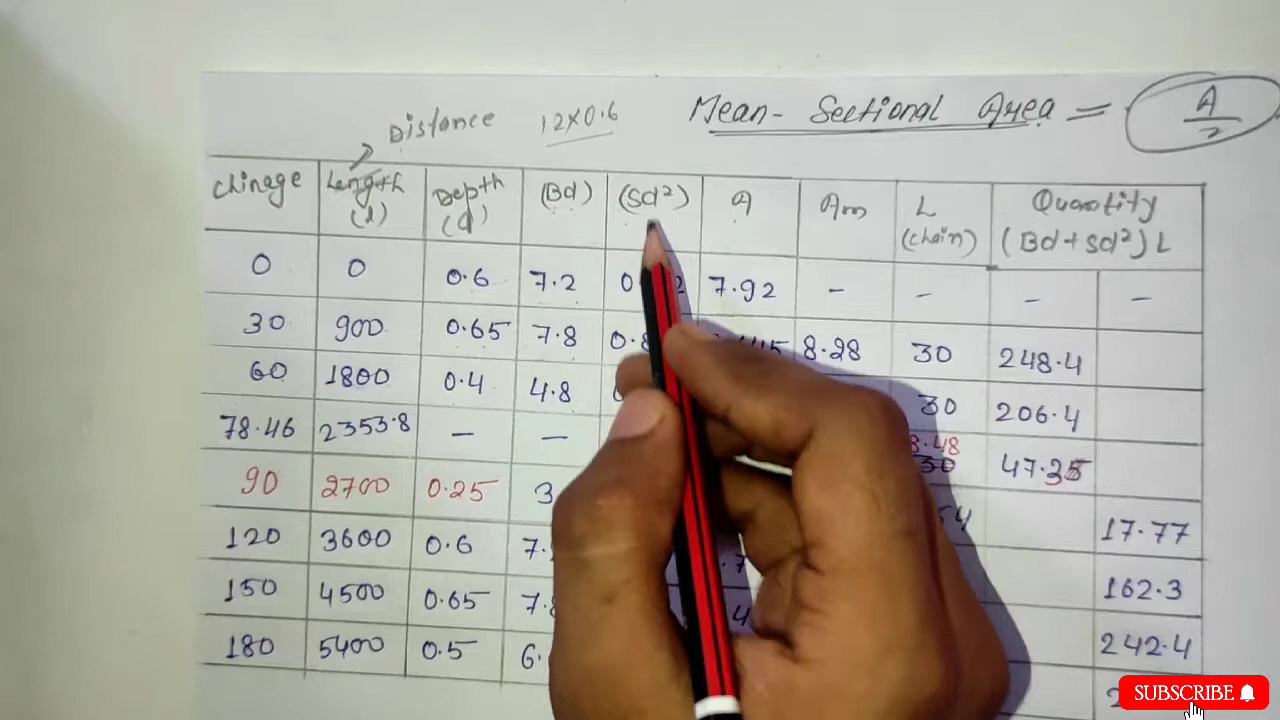 Distance 12×0.6 Mean- Sectional Area = A/2
Chinage Length (l) Depth (d) (Bd) (Sd²) A Am L (chain) Quantity (Bd+Sd²) L
0 0 0.6 7.2 7.92 - - - -
30 900 0.65 7.8 8.28 30 248.4
60 1800 0.4 4.8 30 206.4
78.46 2353.8 - - 30 47.35
90 2700 0.25 17.77
120 3600 0.6 162.3
150 4500 0.65 242.4
180 5400 0.5
SUBSCRIBE